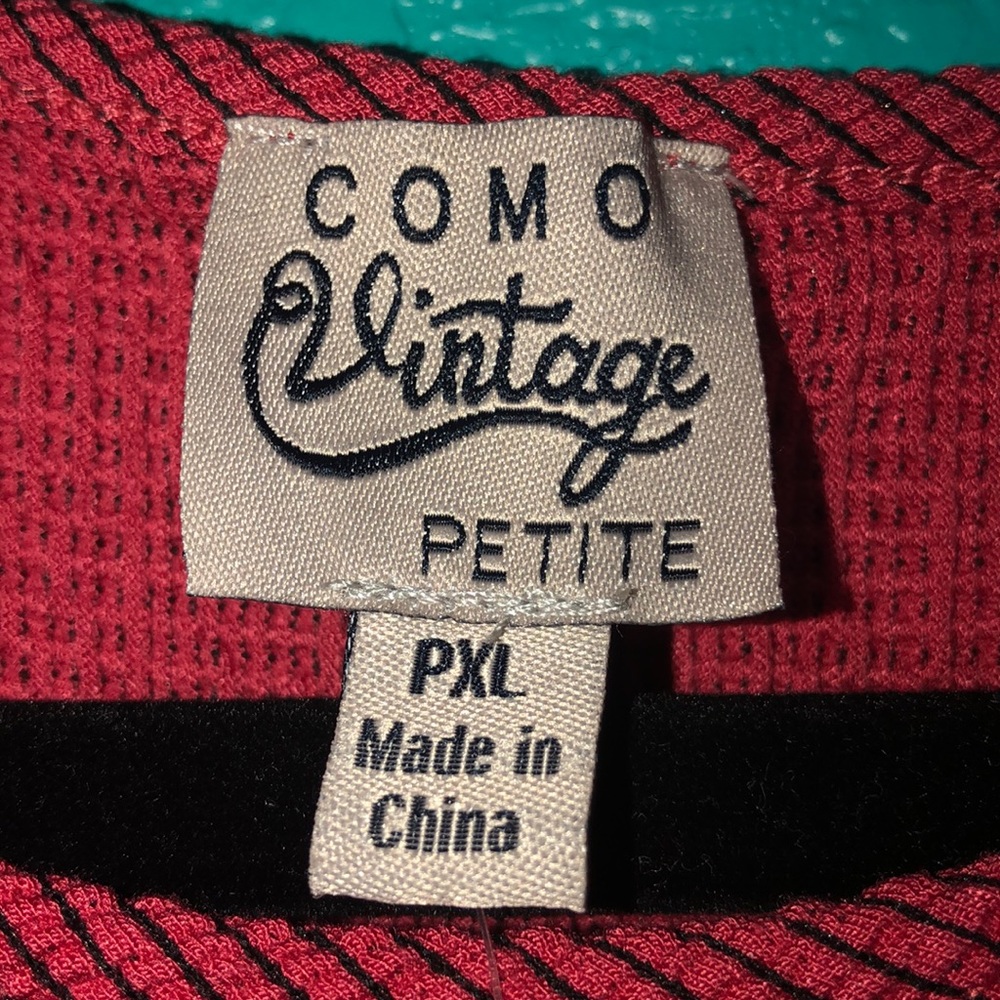 COMO
Vintage
PETITE
PXL
Made in
China